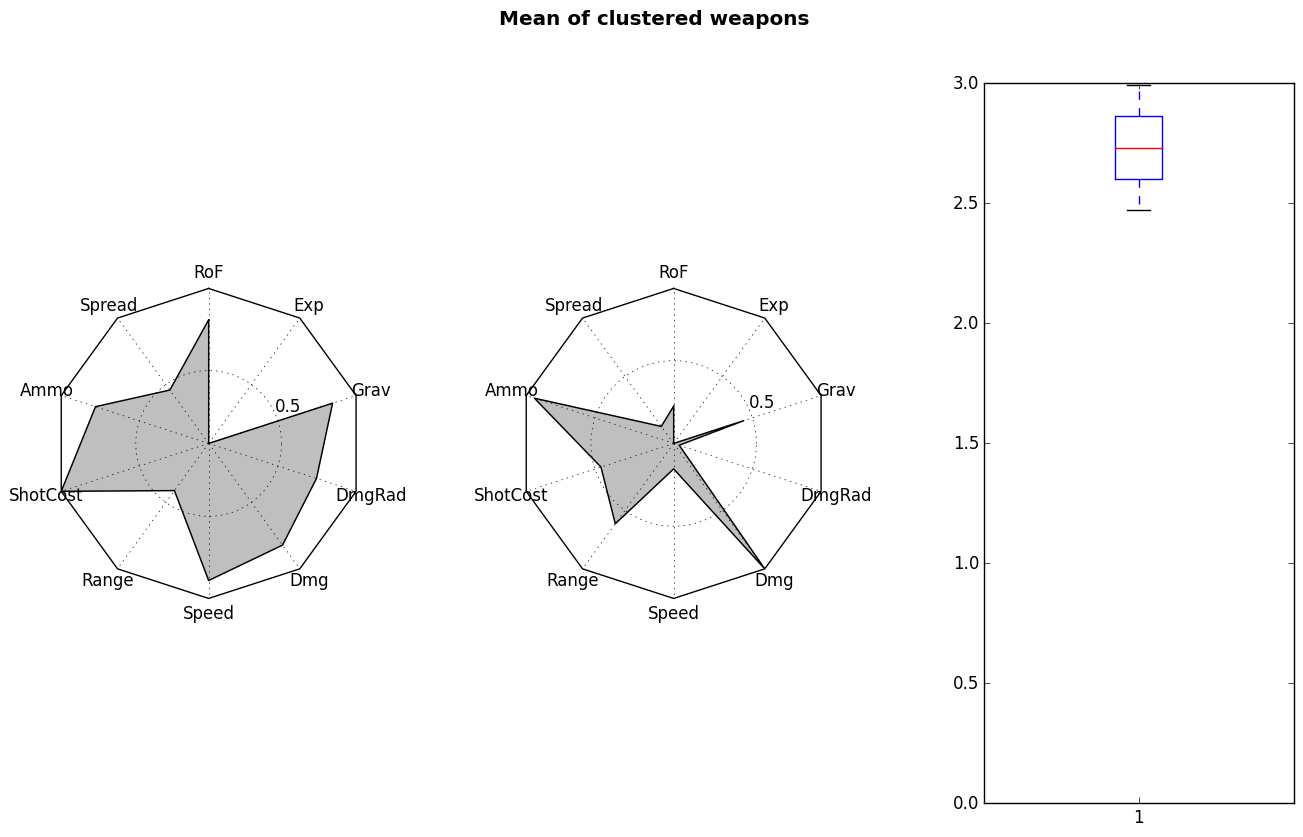 Mean of clustered weapons
RoF
Spread
Exp
Ammo
Grav
0.5
ShotCost
DmgRad
Range
Dmg
Speed
RoF
Spread
Exp
Ammo
Grav
0.5
ShotCost
DmgRad
Range
Dmg
Speed
3.0
2.5
2.0
1.5
1.0
0.5
0.0
1